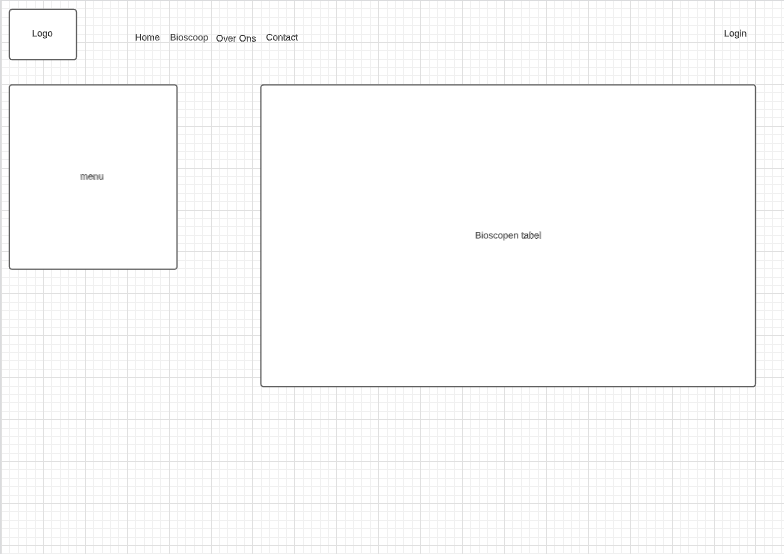 Logo
Home
Bioscoop
Over Ons
Contact
Login
menu
Bioscopen tabel